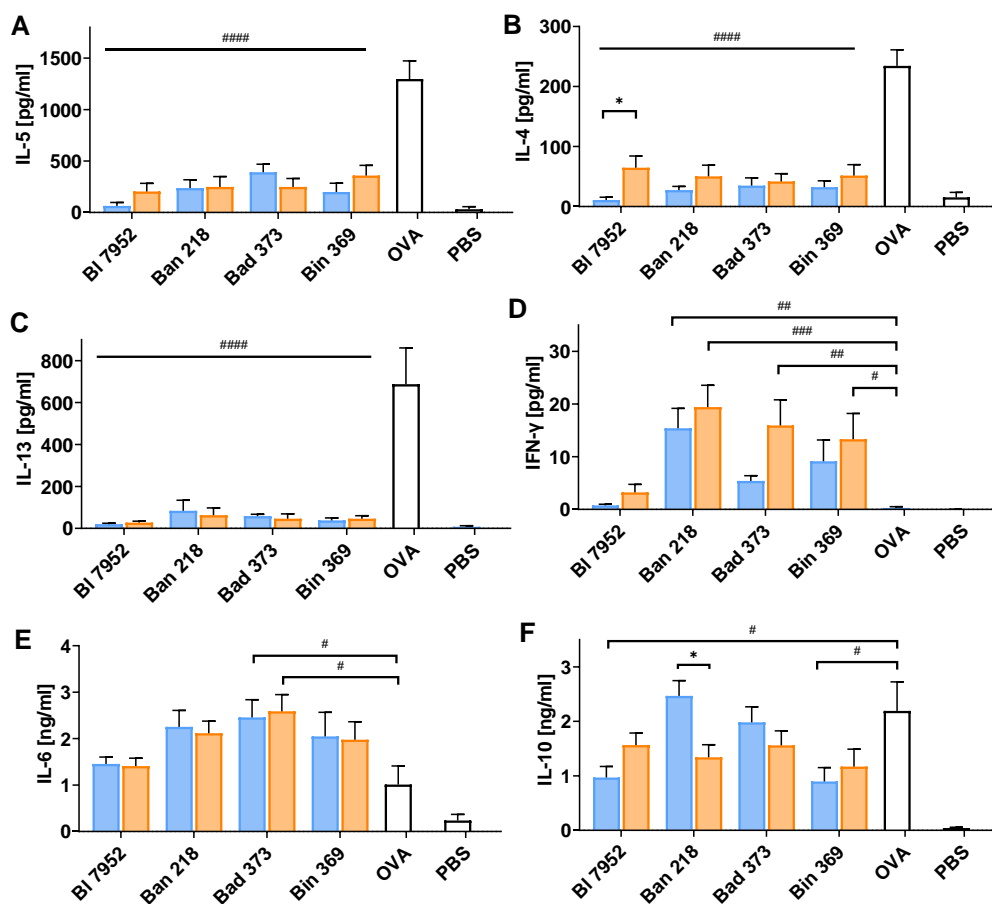 A
####
IL-5 [pg/ml]
1500
1000
500
0
Bl 7952
Ban 218
Bad 373
Bin 369
OVA
PBS
B
####
*
IL-4 [pg/ml]
300
200
100
0
Bl 7952
Ban 218
Bad 373
Bin 369
OVA
PBS
C
####
IL-13 [pg/ml]
800
600
400
200
0
Bl 7952
Ban 218
Bad 373
Bin 369
OVA
PBS
D
##
###
##
#
IFN-γ [pg/ml]
30
20
10
0
Bl 7952
Ban 218
Bad 373
Bin 369
OVA
PBS
E
#
#
IL-6 [ng/ml]
4
3
2
1
0
Bl 7952
Ban 218
Bad 373
Bin 369
OVA
PBS
F
#
*
#
IL-10 [ng/ml]
3
2
1
0
Bl 7952
Ban 218
Bad 373
Bin 369
OVA
PBS